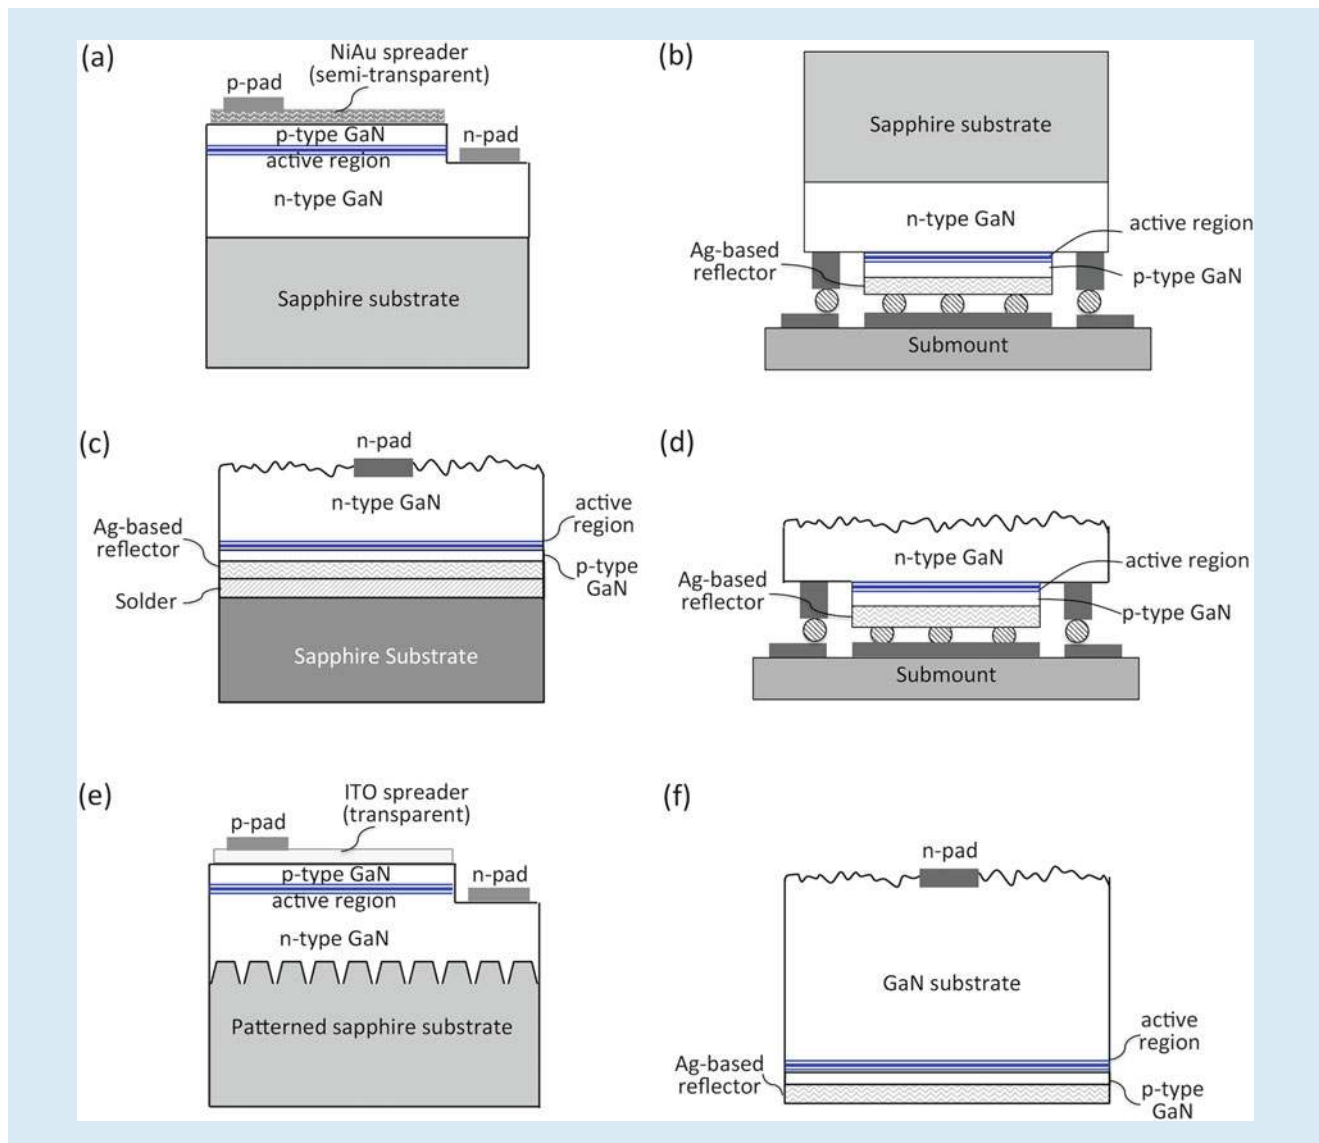 (a)
NiAu spreader
(semi-transparent)
p-pad
p-type GaN
n-pad
active region
n-type GaN
Sapphire substrate
(b)
Sapphire substrate
n-type GaN
active region
Ag-based
reflector
p-type GaN
Submount
(c)
n-pad
n-type GaN
active
region
Ag-based
reflector
p-type
GaN
Solder
Sapphire Substrate
(d)
n-type GaN
active region
Ag-based
reflector
p-type GaN
Submount
(e)
ITO spreader
(transparent)
p-pad
p-type GaN
n-pad
active region
n-type GaN
Patterned sapphire substrate
(f)
n-pad
GaN substrate
active
region
Ag-based
reflector
p-type
GaN